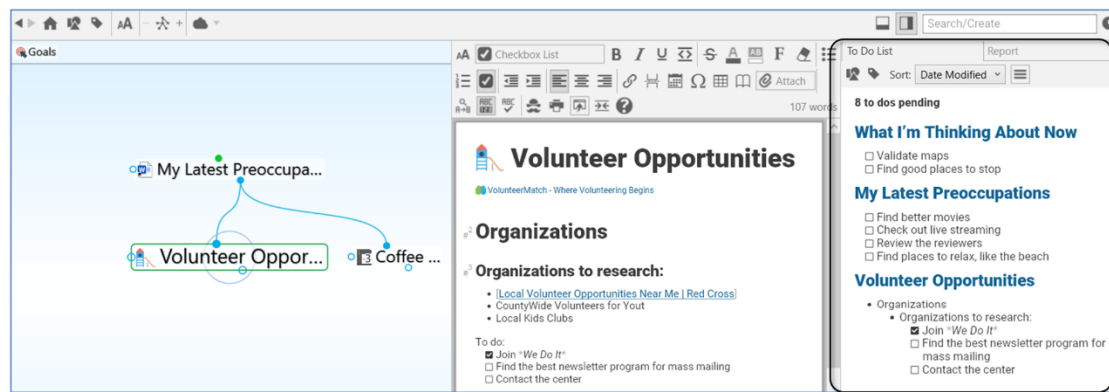 AA
Search/Create
Goals
My Latest Preoccupa...
Volunteer Oppor...
Coffee ...
AA Checkbox List B I U S A AB F
Ω Attach
A→B ABC 123 ABC 107 words
Volunteer Opportunities
VolunteerMatch - Where Volunteering Begins
Organizations
Organizations to research:
[Local Volunteer Opportunities Near Me | Red Cross]
CountyWide Volunteers for Yout
Local Kids Clubs
To do:
Join *We Do It*
Find the best newsletter program for mass mailing
Contact the center
To Do List Report
Sort: Date Modified
8 to dos pending
What I'm Thinking About Now
Validate maps
Find good places to stop
My Latest Preoccupations
Find better movies
Check out live streaming
Review the reviewers
Find places to relax, like the beach
Volunteer Opportunities
Organizations
Organizations to research:
Join *We Do It*
Find the best newsletter program for
mass mailing
Contact the center